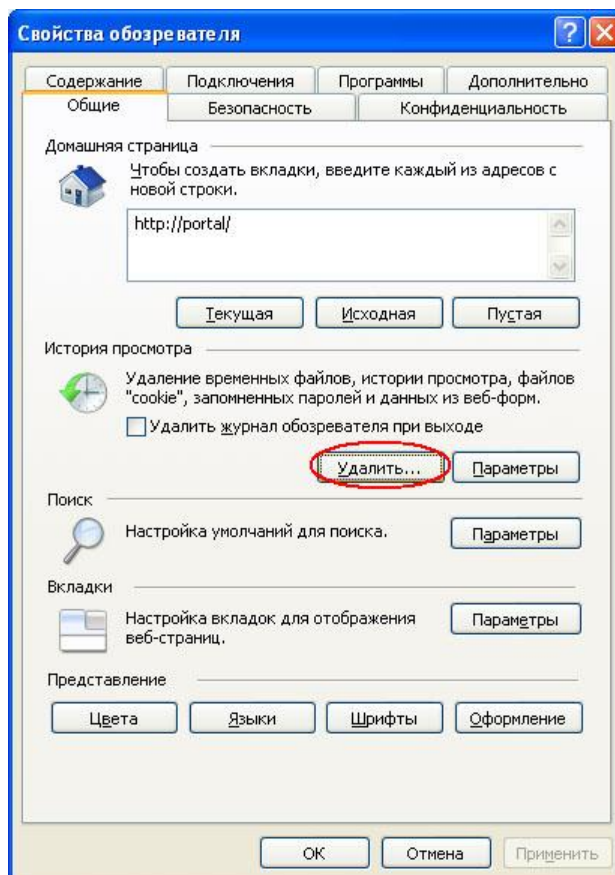 Свойства обозревателя
Содержание Подключения Программы Дополнительно
Общие Безопасность Конфиденциальность
Домашняя страница
Чтобы создать вкладки, введите каждый из адресов с
новой строки.
http://portal/
Текущая Исходная Пустая
История просмотра
Удаление временных файлов, истории просмотра, файлов
"cookie", запомненных паролей и данных из веб-форм.
Удалить журнал обозревателя при выходе
Удалить... Параметры
Поиск
Настройка умолчаний для поиска.
Параметры
Вкладки
Настройка вкладок для отображения
веб-страниц.
Параметры
Представление
Цвета Языки Шрифты Оформление
ОК Отмена Применить